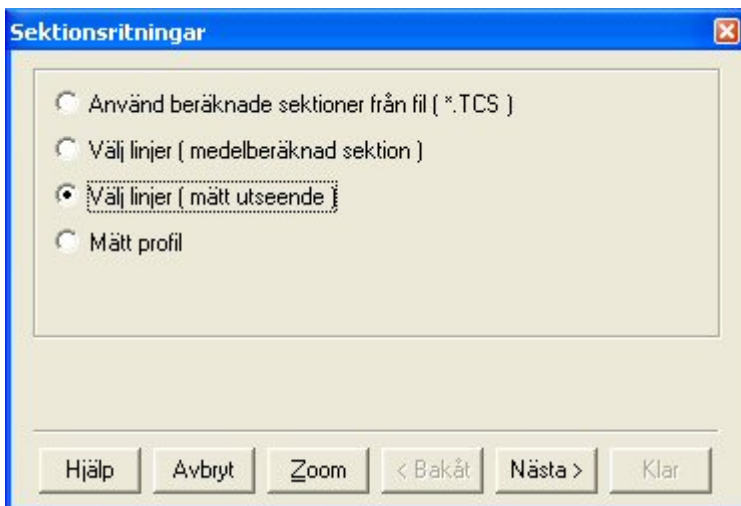 Sektionsritningar
Använd beräknade sektioner från fil ( *.TCS )
Välj linjer ( medelberäknad sektion )
Välj linjer ( mätt utseende )
Mätt profil
Hjälp Avbryt Zoom < Bakåt Nästa > Klar